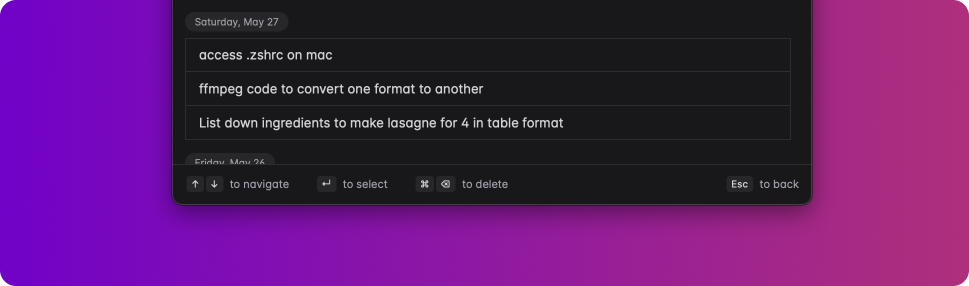 Saturday, May 27
access .zshrc on mac
ffmpeg code to convert one format to another
List down ingredients to make lasagne for 4 in table format
Friday, May 26
↑ ↓ to navigate ↵ to select ⌘ ⌫ to delete Esc to back